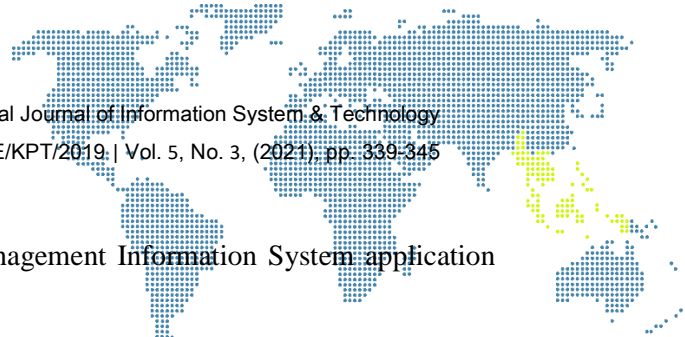 al Journal of Information System & Technology
E/KPT/2019 | Vol. 5, No. 3, (2021), pp. 339-345
nagement Information System application